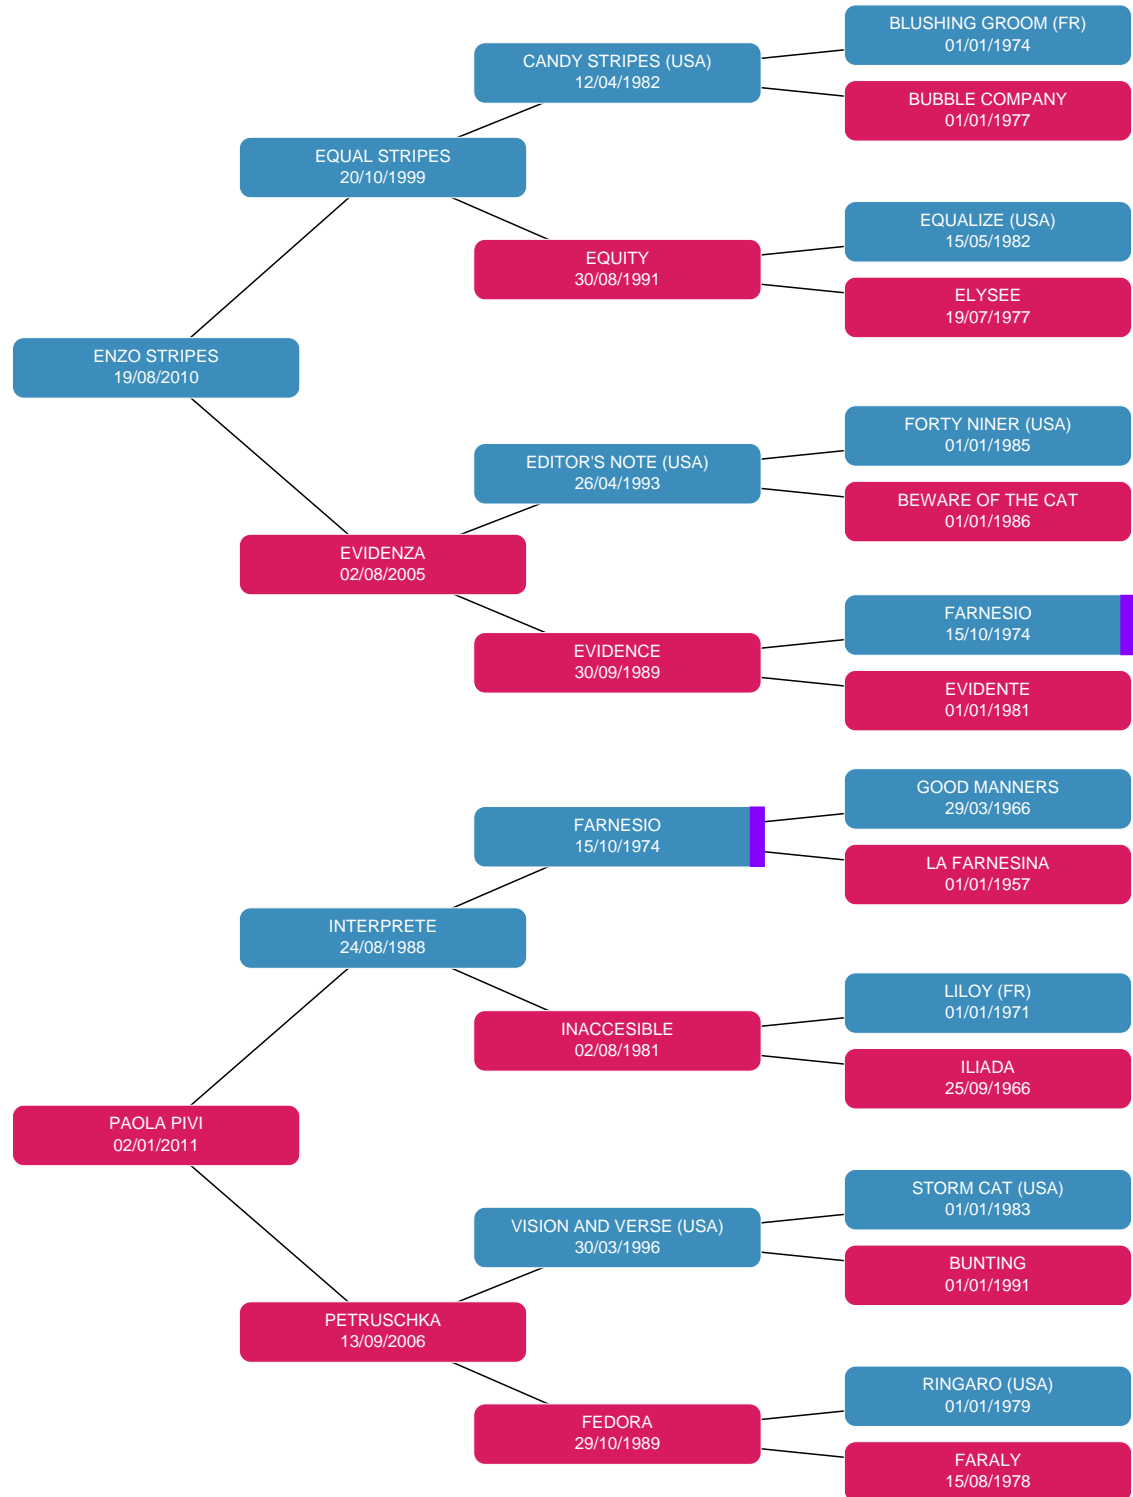 BLUSHING GROOM (FR)
01/01/1974
CANDY STRIPES (USA)
12/04/1982
BUBBLE COMPANY
01/01/1977
EQUAL STRIPES
20/10/1999
EQUALIZE (USA)
15/05/1982
EQUITY
30/08/1991
ELYSEE
19/07/1977
ENZO STRIPES
19/08/2010
FORTY NINER (USA)
01/01/1985
EDITOR'S NOTE (USA)
26/04/1993
BEWARE OF THE CAT
01/01/1986
EVIDENZA
02/08/2005
FARNESIO
15/10/1974
EVIDENCE
30/09/1989
EVIDENTE
01/01/1981
GOOD MANNERS
29/03/1966
FARNESIO
15/10/1974
LA FARNESINA
01/01/1957
INTERPRETE
24/08/1988
LILOY (FR)
01/01/1971
INACCESIBLE
02/08/1981
ILIADA
25/09/1966
PAOLA PIVI
02/01/2011
STORM CAT (USA)
01/01/1983
VISION AND VERSE (USA)
30/03/1996
BUNTING
01/01/1991
PETRUSCHKA
13/09/2006
RINGARO (USA)
01/01/1979
FEDORA
29/10/1989
FARALY
15/08/1978